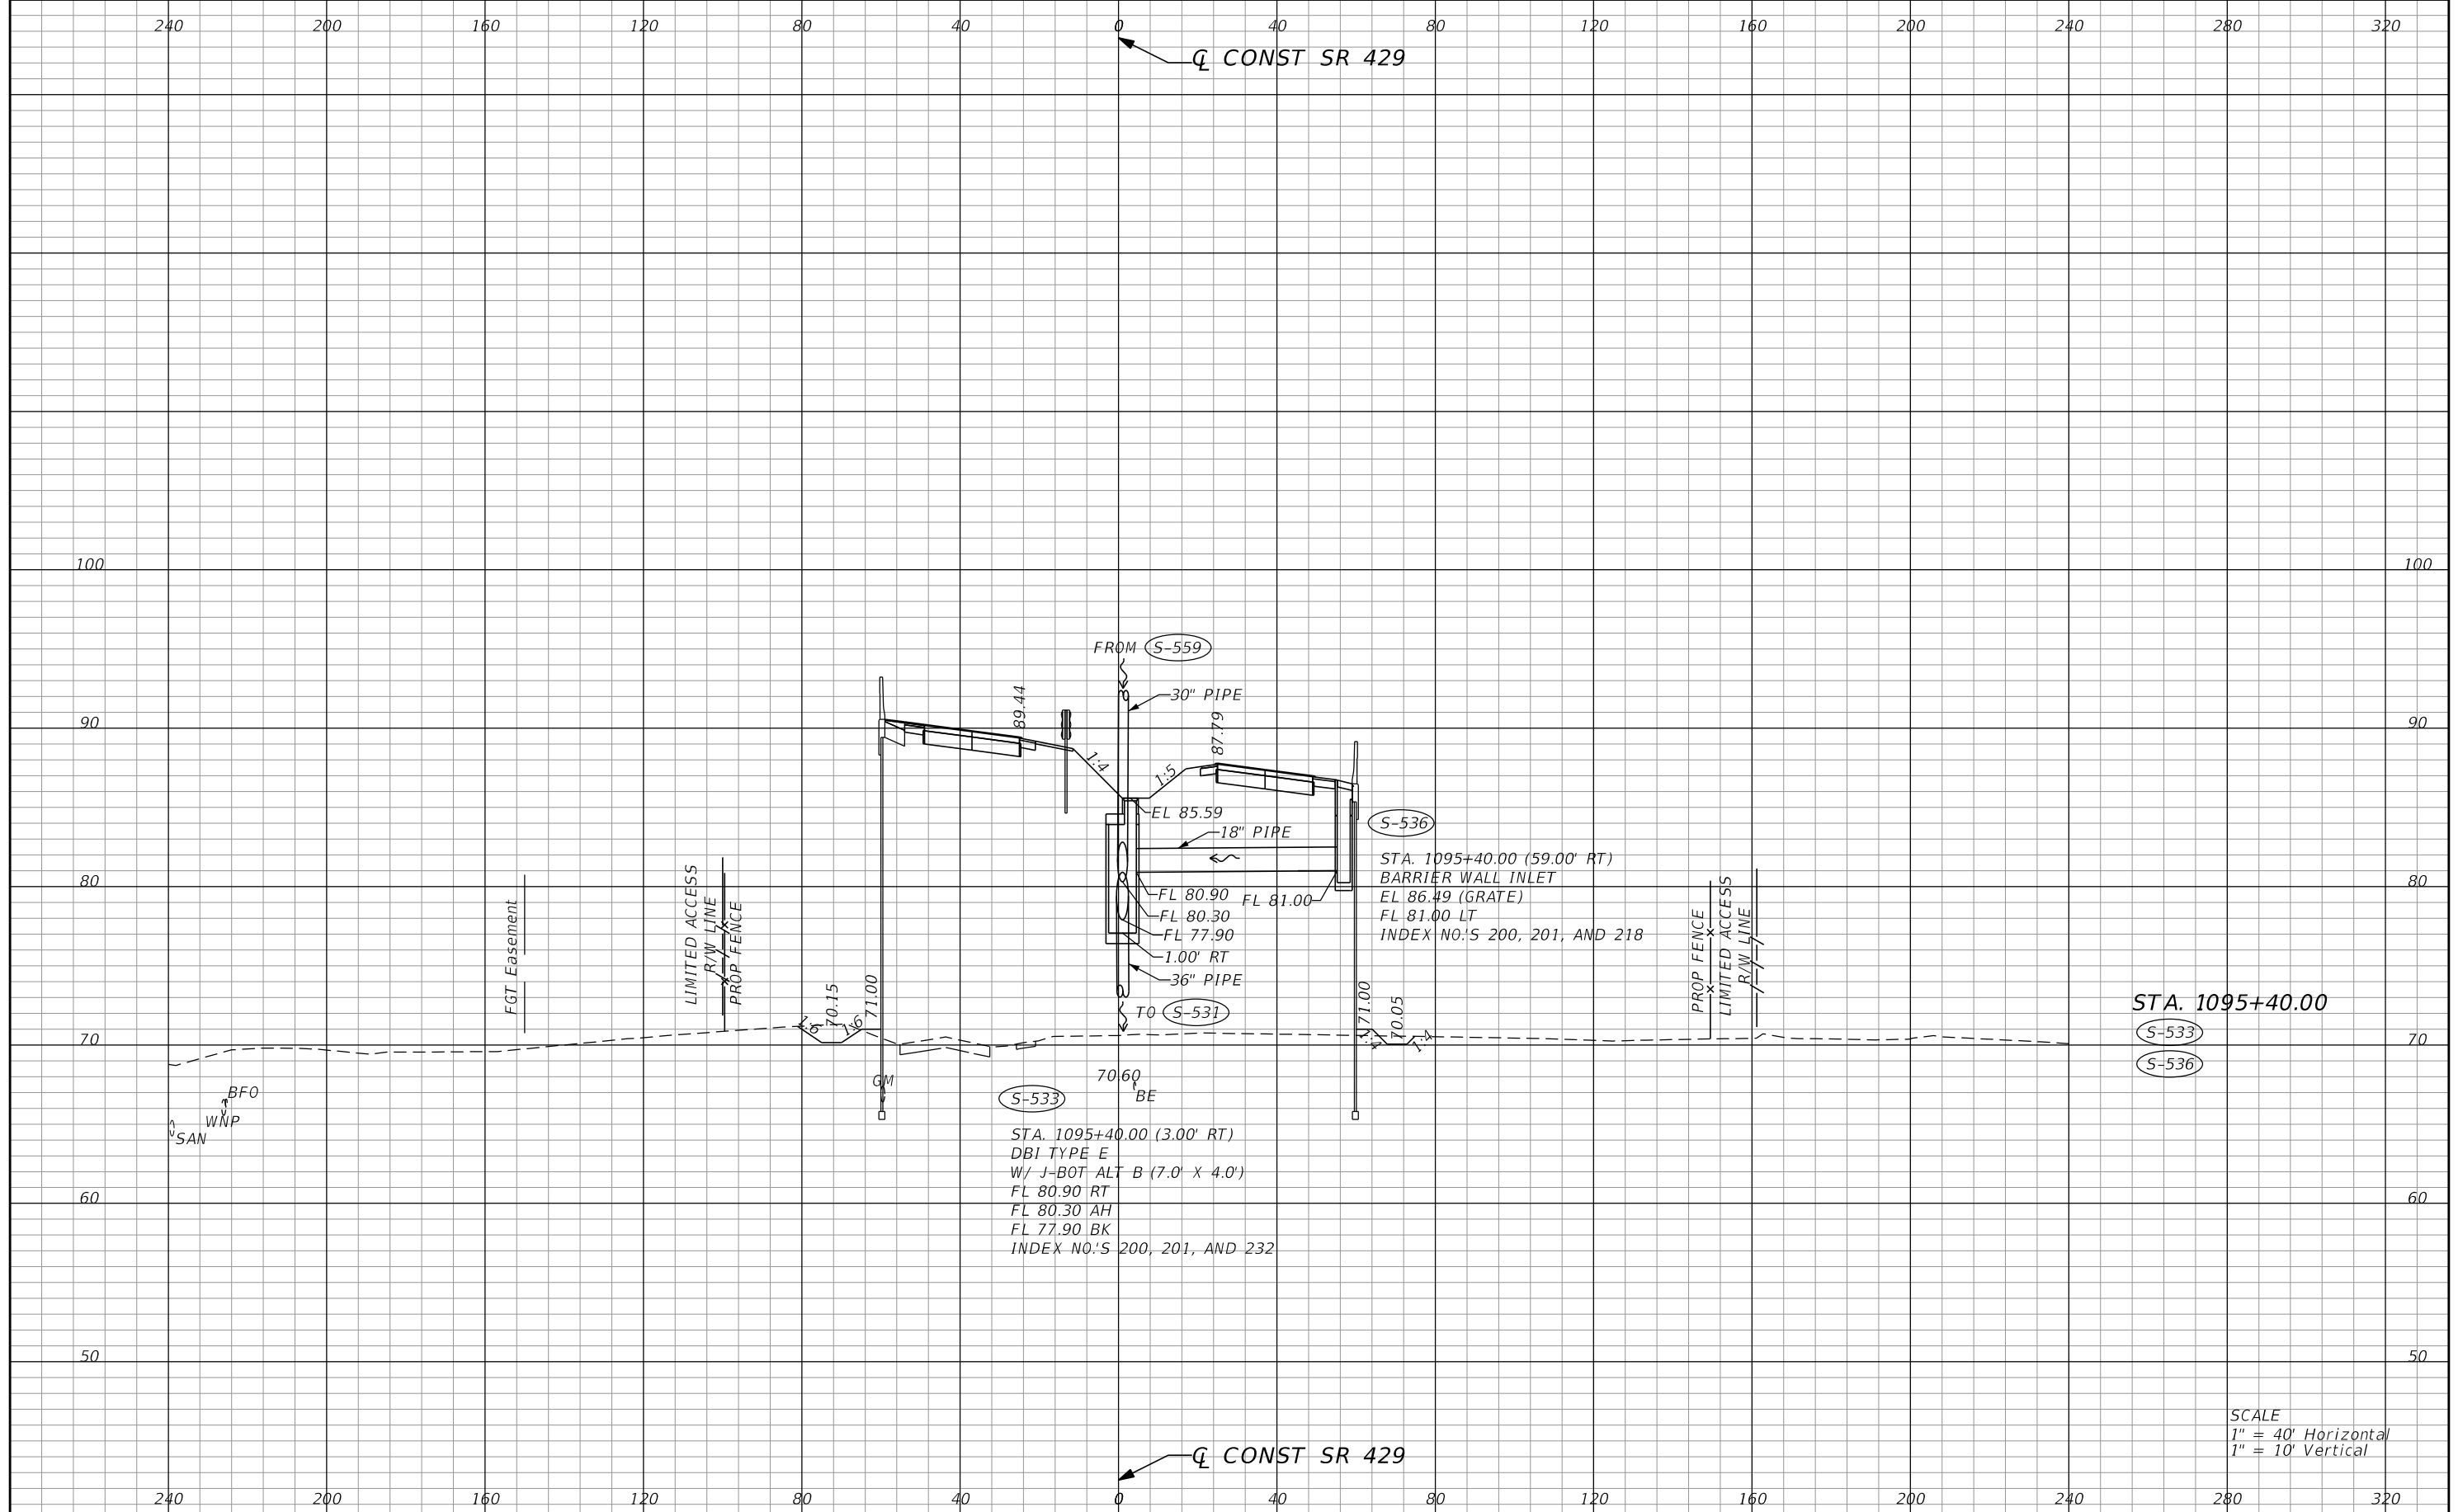 240 200 160 120 80 40 0 40 80 120 160 200 240 280 320
℄ CONST SR 429
100 100
FROM S-559
30" PIPE
89.44
87.79
90 90
1:4
1:5
EL 85.59
18" PIPE
S-536
STA. 1095+40.00 (59.00' RT)
BARRIER WALL INLET
EL 86.49 (GRATE)
FL 81.00 LT
INDEX NO.'S 200, 201, AND 218
80 80
FL 80.90
FL 81.00
FL 80.30
FL 77.90
1.00' RT
36" PIPE
TO S-531
FGT Easement
LIMITED ACCESS
R/W LINE
PROP FENCE
1:6
70.15
1:6
71.00
71.00
1:4
70.05
1:4
PROP FENCE
LIMITED ACCESS
R/W LINE
STA. 1095+40.00
S-533
S-536
70 70
BFO
WNP
SAN
GM
70.60
BE
S-533
STA. 1095+40.00 (3.00' RT)
DBI TYPE E
W/ J-BOT ALT B (7.0' X 4.0')
FL 80.90 RT
FL 80.30 AH
FL 77.90 BK
INDEX NO.'S 200, 201, AND 232
60 60
50 50
SCALE
1" = 40' Horizontal
1" = 10' Vertical
℄ CONST SR 429
240 200 160 120 80 40 0 40 80 120 160 200 240 280 320